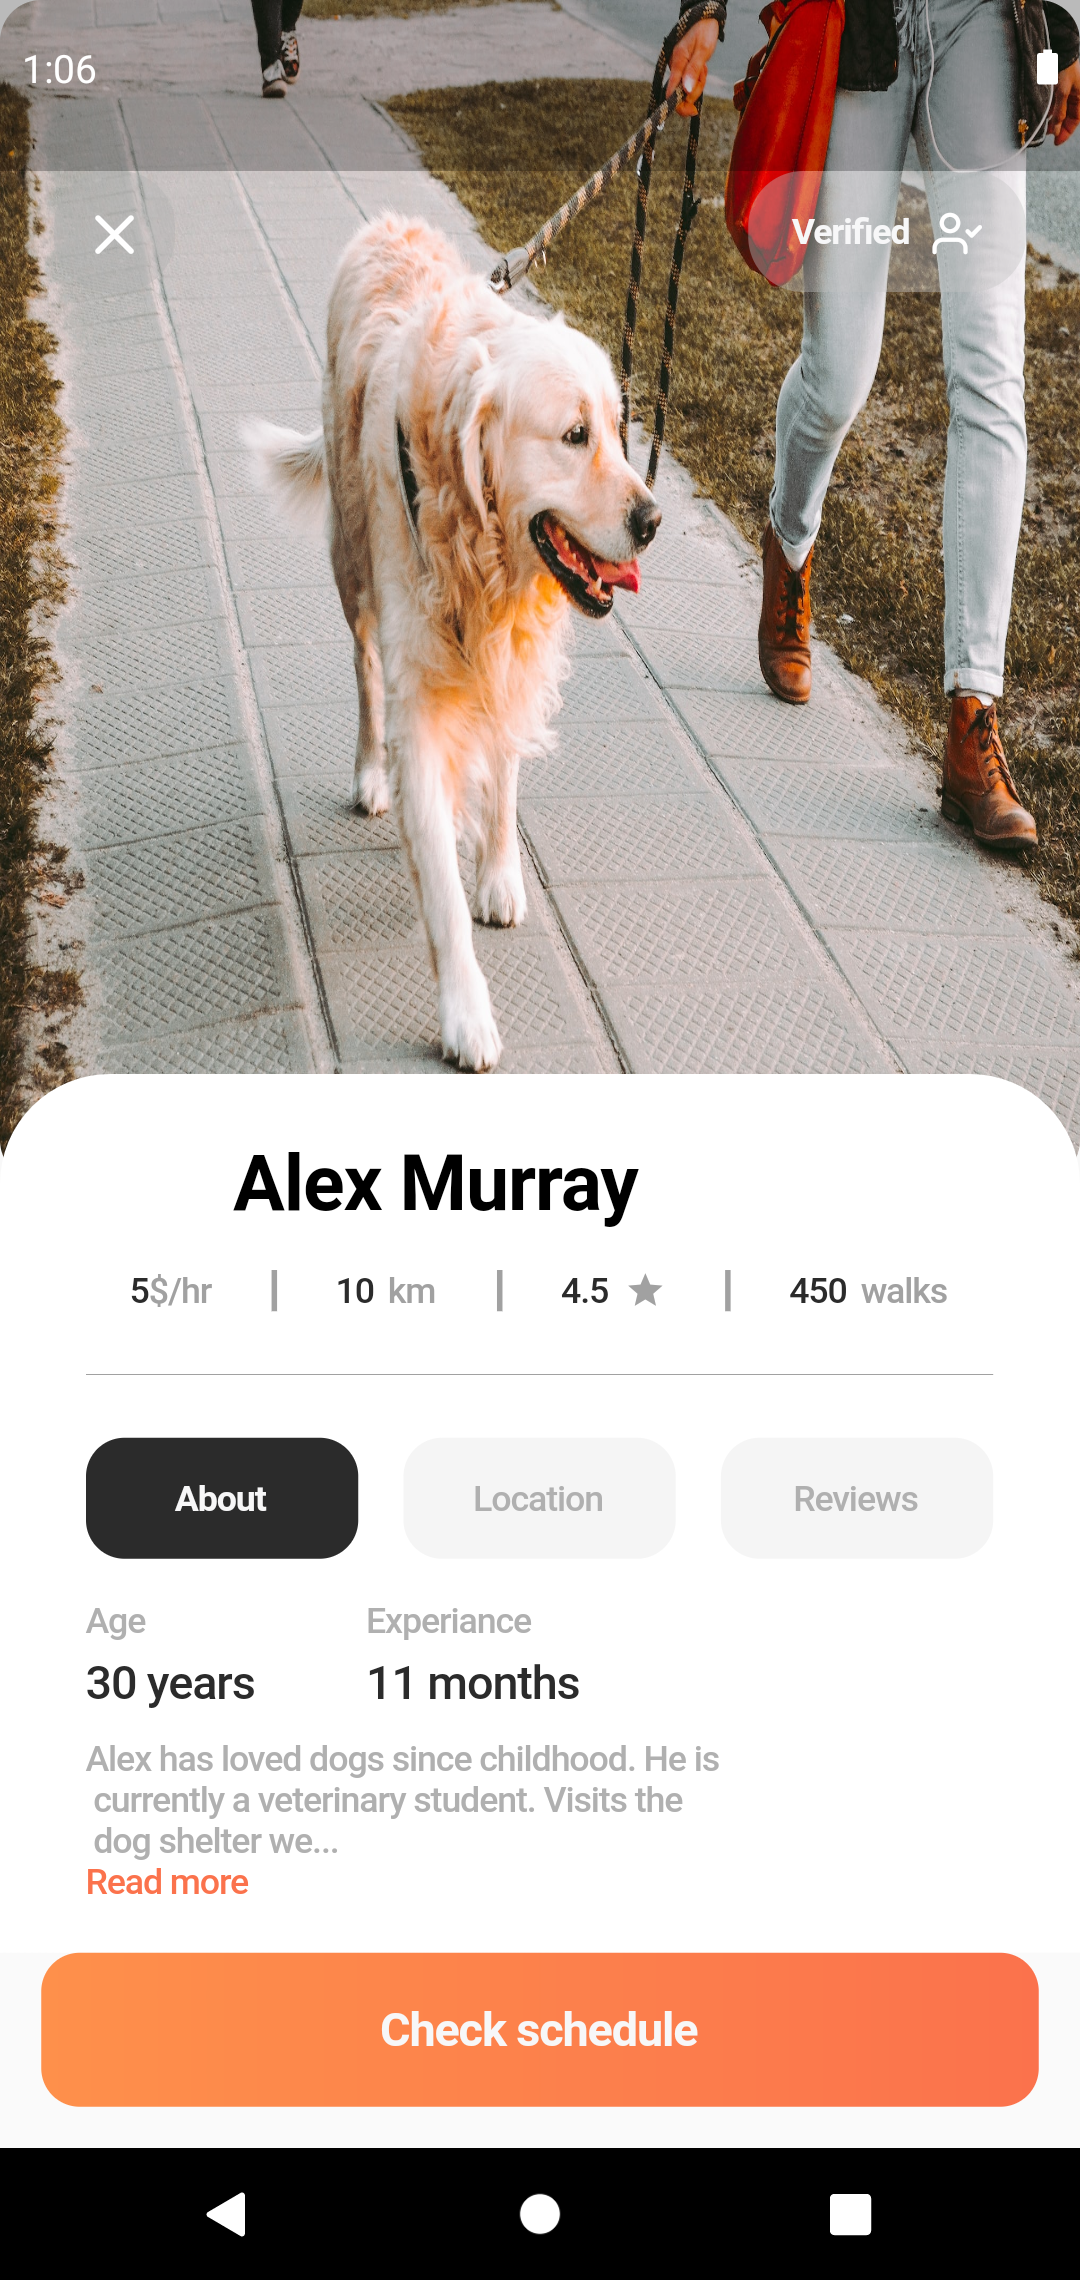 1:06
Verified
Alex Murray
5$/hr | 10 km | 4.5 | 450 walks
About Location Reviews
Age Experiance
30 years 11 months
Alex has loved dogs since childhood. He is
currently a veterinary student. Visits the
dog shelter we...
Read more
Check schedule